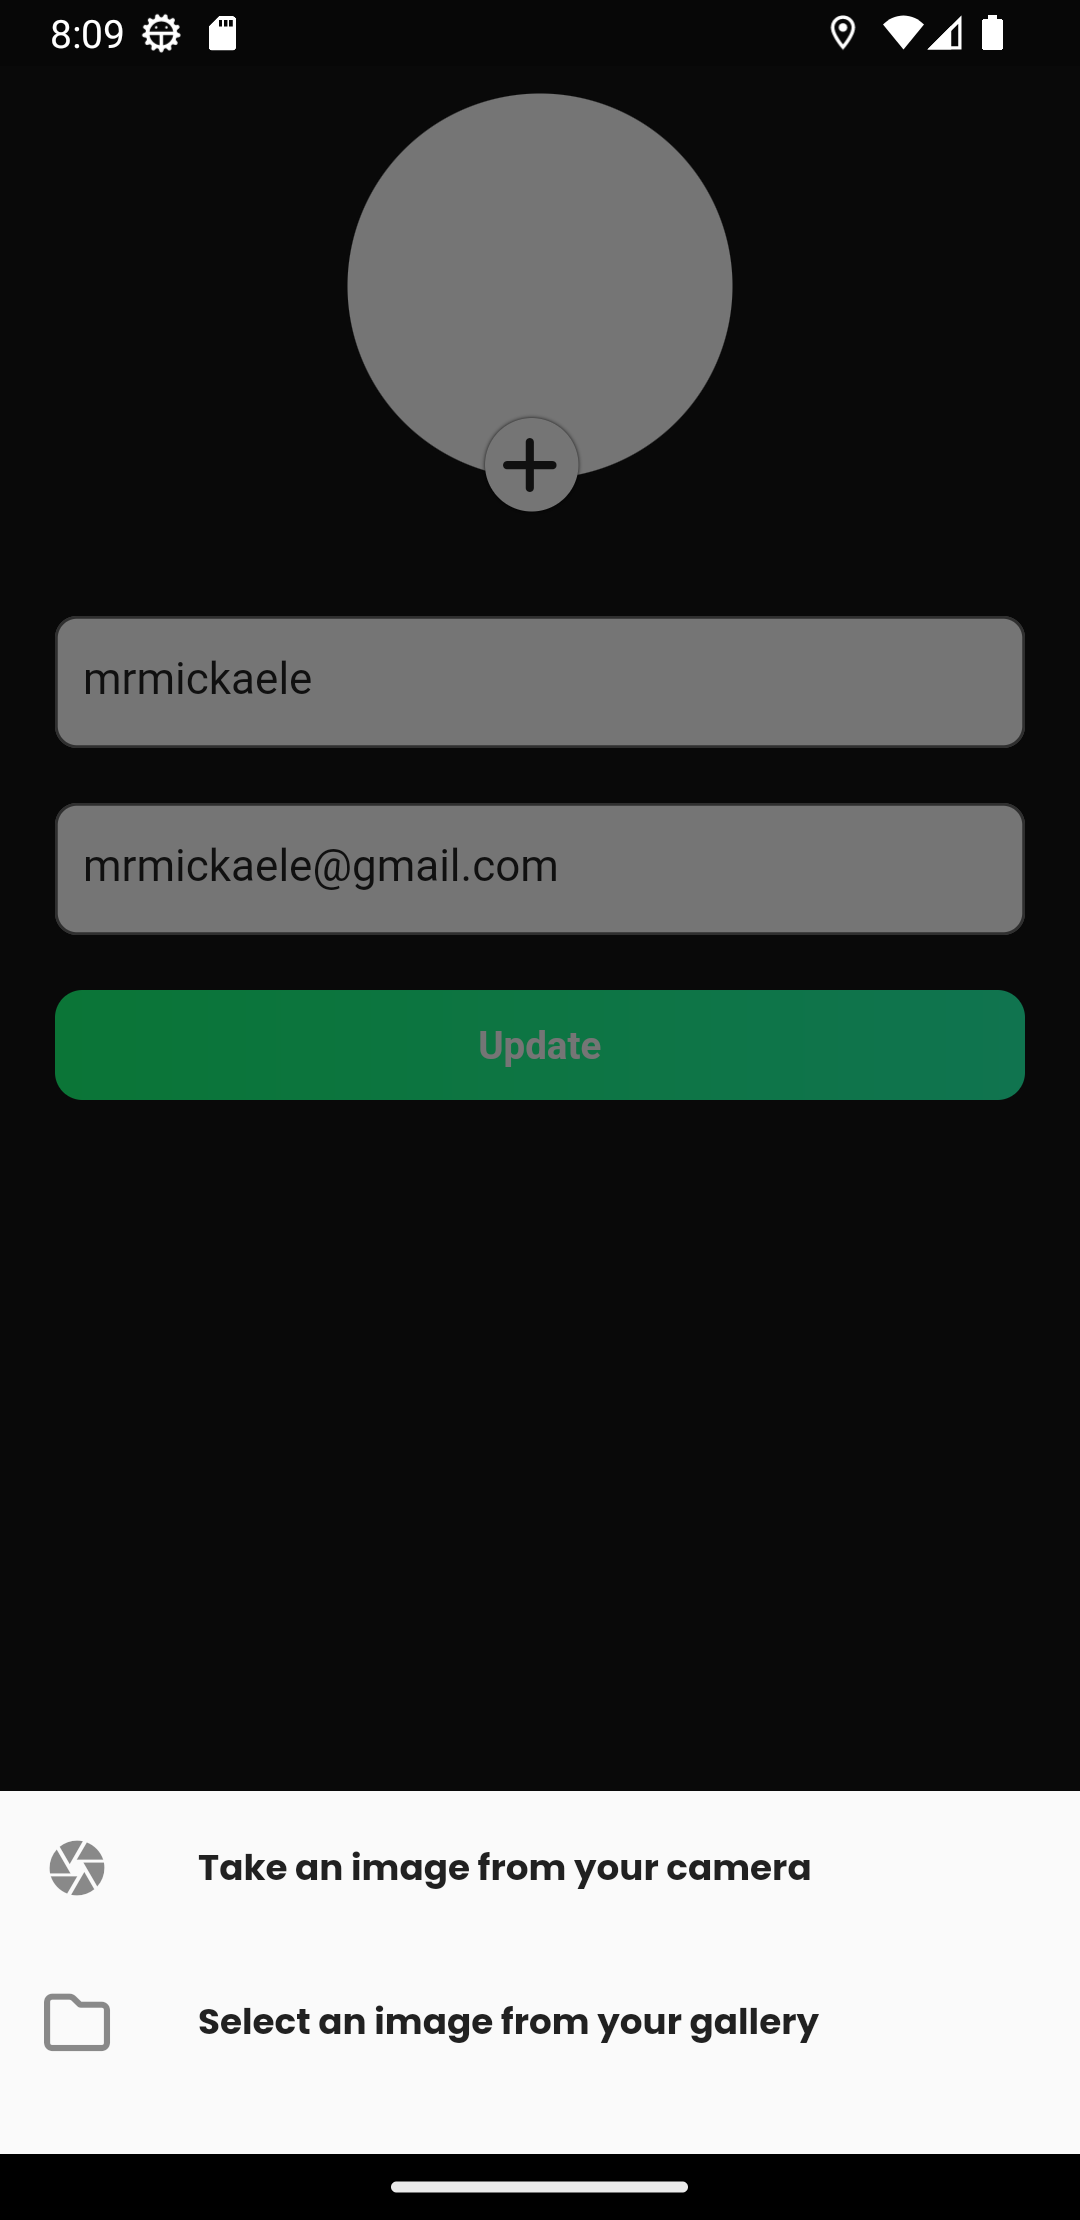 8:09
mrmickaele
mrmickaele@gmail.com
Update
Take an image from your camera
Select an image from your gallery